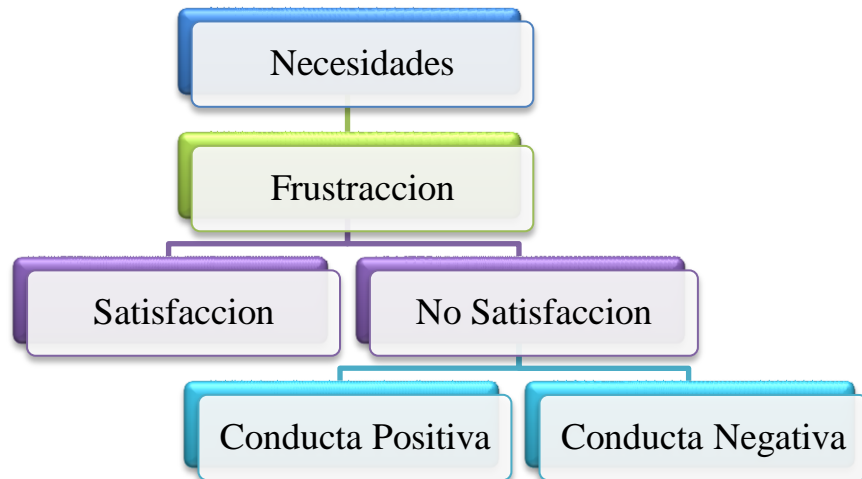 Necesidades
Frustraccion
Satisfaccion
No Satisfaccion
Conducta Positiva
Conducta Negativa